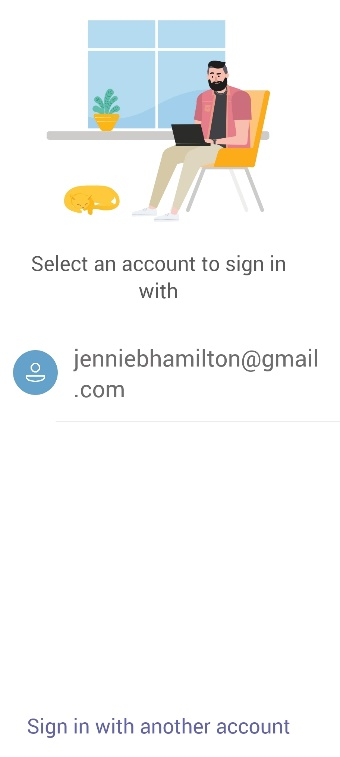 Select an account to sign in
with
jenniebhamilton@gmail
.com
Sign in with another account